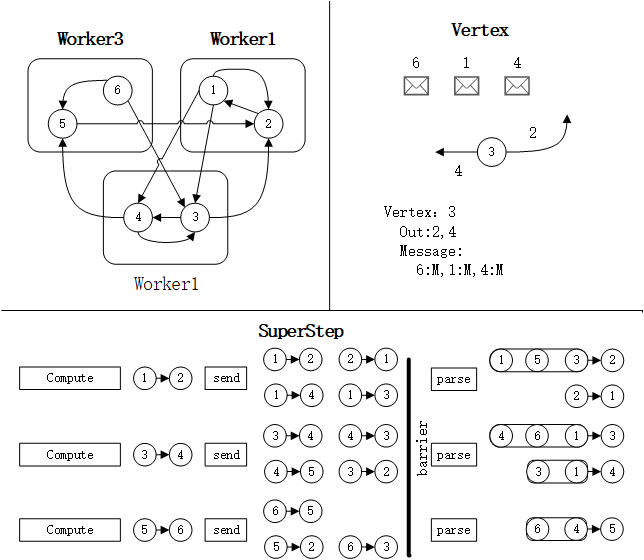 Worker3 Worker1
6 1
5 2
4 3
Worker1
Vertex
6 1 4
3 2
4
Vertex: 3
Out:2,4
Message:
6:M,1:M,4:M
SuperStep
1 2 2 1 1 5 3 2
Compute 1 2 send parse
1 4 1 3 2 1
barrier
3 4 4 3 4 6 1 3
Compute 3 4 send parse
4 5 3 2 3 1 4
6 5
Compute 5 6 send parse 6 4 5
5 2 6 3